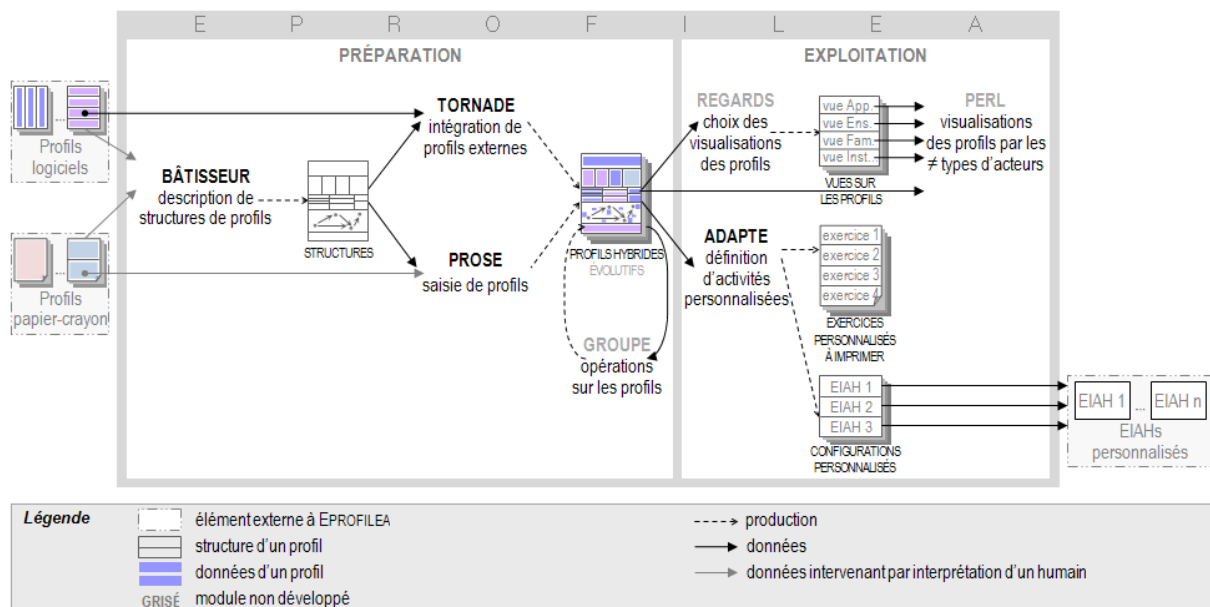 E P R O F I L E A
PRÉPARATION
EXPLOITATION
Profils
logiciels
...
BÂTISSEUR
description de
structures de profils
Profils
papier-crayon
...
STRUCTURES
TORNADE
intégration de
profils externes
PROSE
saisie de profils
PROFILS HYBRIDES
ÉVOLUTIFS
GROUPE
opérations
sur les profils
REGARDS
choix des
visualisations
des profils
vue App.
vue Ens.
vue Fam.
vue Inst.
VUES SUR
LES PROFILS
PERL
visualisations
des profils par les
≠ types d'acteurs
ADAPTE
définition
d'activités
personnalisées
exercice 1
exercice 2
exercice 3
exercice 4
EXERCICES
PERSONNALISÉS
À IMPRIMER
EIAH 1
EIAH 2
EIAH 3
CONFIGURATIONS
PERSONNALISÉS
EIAH 1 ... EIAH n
EIAHs
personnalisés
Légende
élément externe à EPROFILEA
structure d'un profil
données d'un profil
GRISÉ module non développé
production
données
données intervenant par interprétation d'un humain